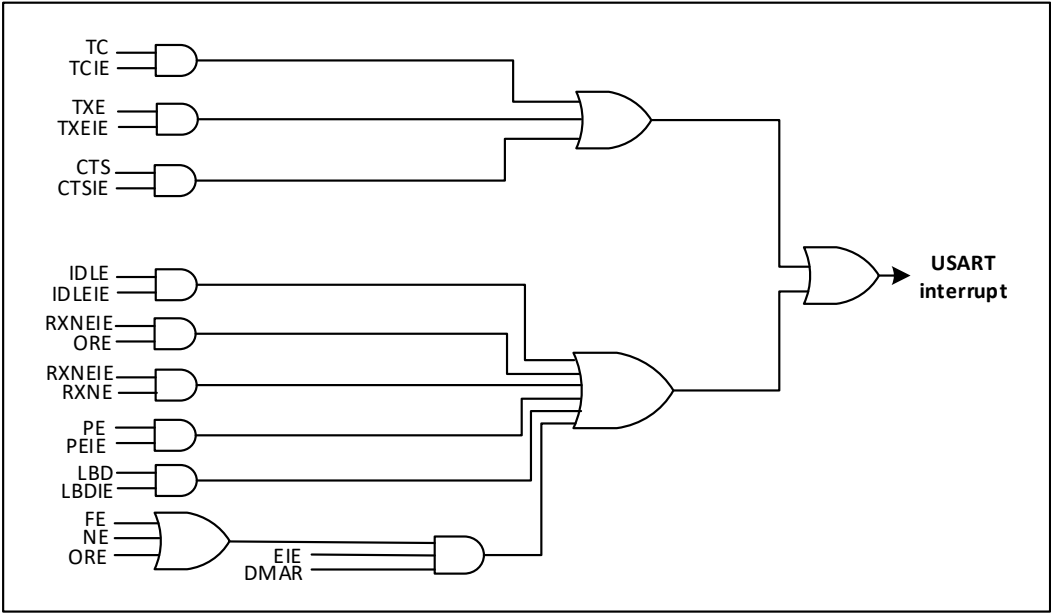 TC
TCIE
TXE
TXEIE
CTS
CTSIE
IDLE
IDLEIE
RXNEIE
ORE
RXNEIE
RXNE
PE
PEIE
LBD
LBDIE
FE
NE
ORE
EIE
DMAR
USART
interrupt